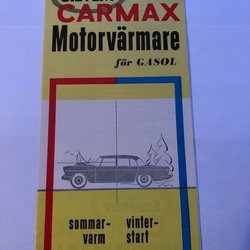 CARMAX
Motorvärmare
för GASOL
sommar-
varm
vinter-
start